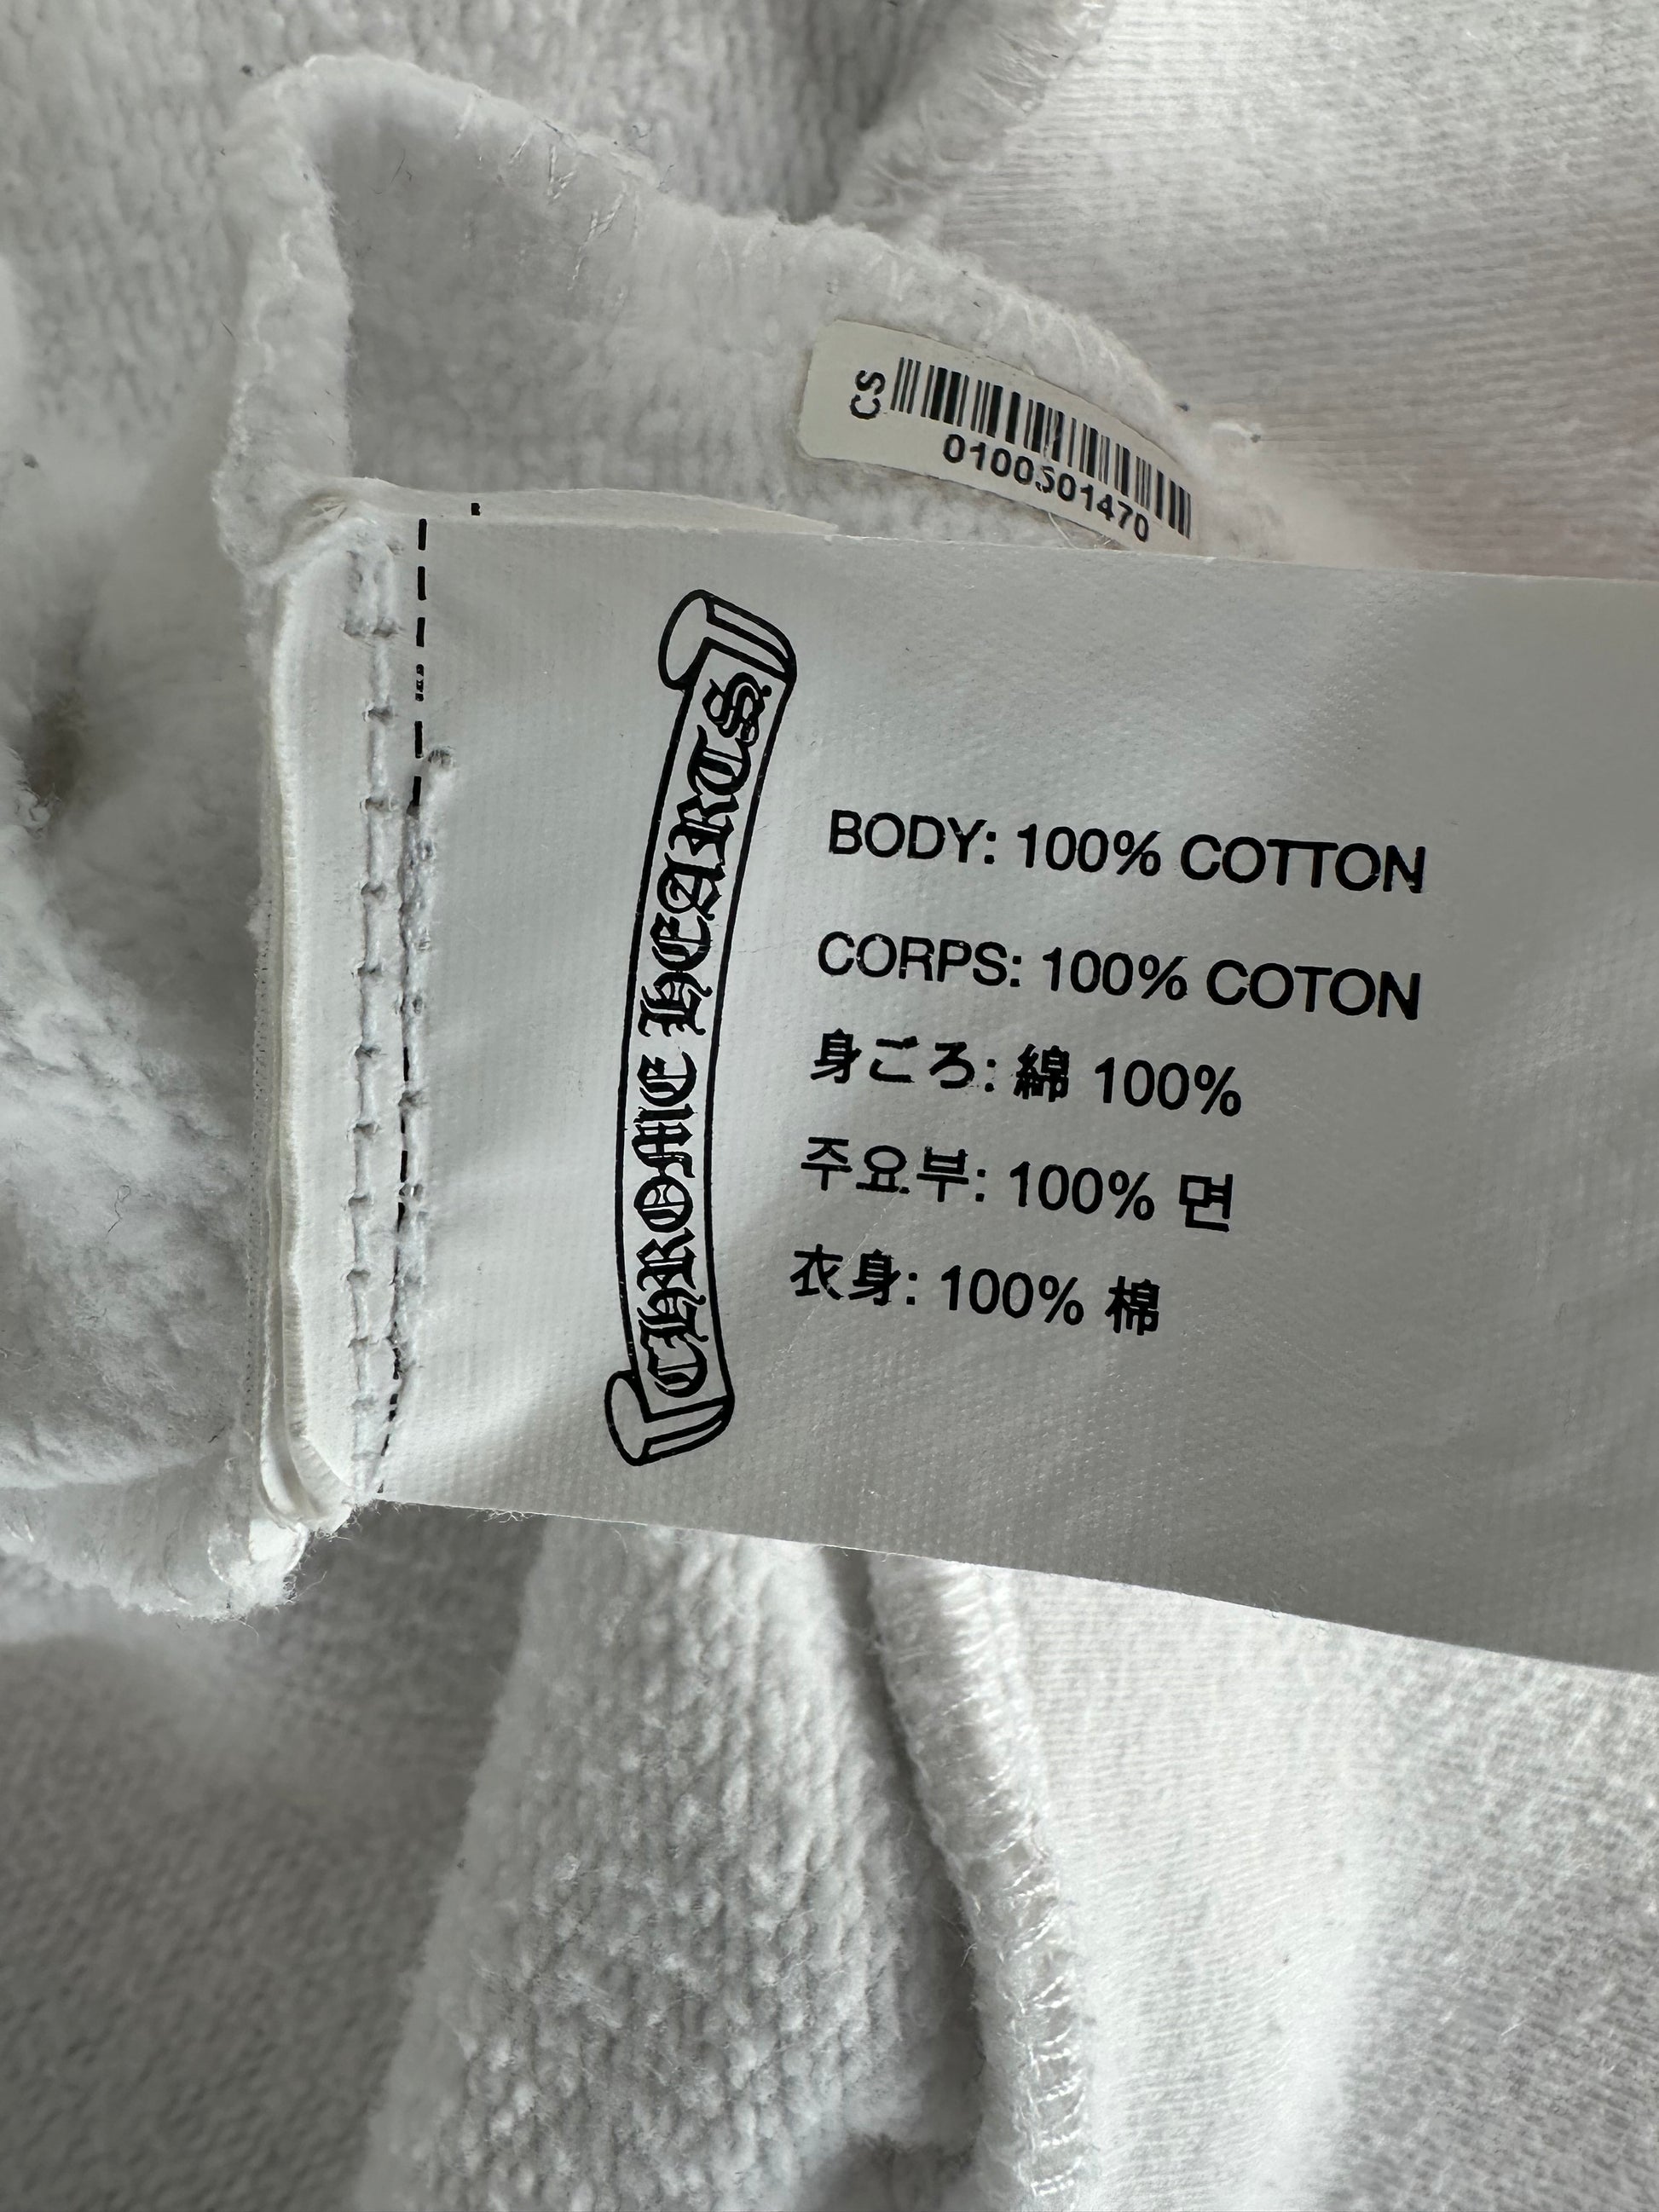 CS
0100501470
CHROME HEARTS
BODY: 100% COTTON
CORPS: 100% COTON
身ごろ: 綿 100%
주요부: 100% 면
衣身: 100% 棉